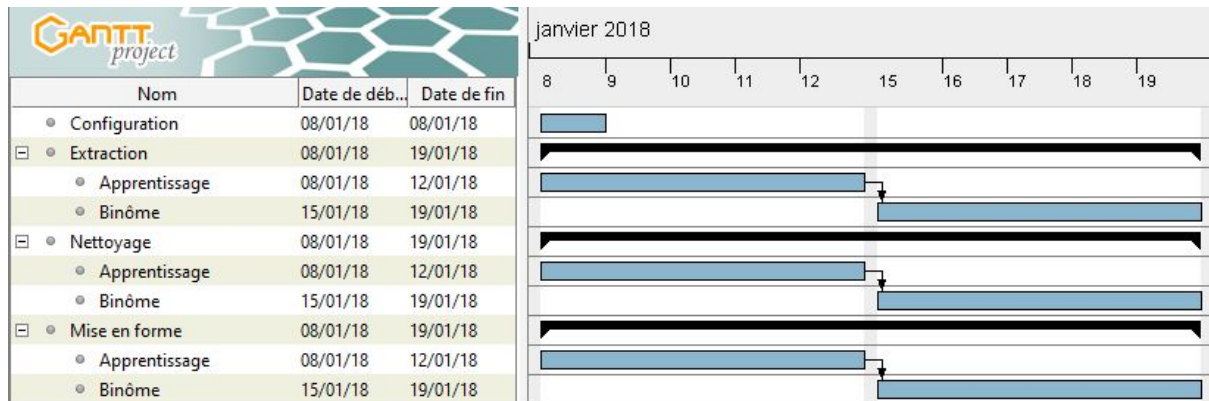 GANTT
project
janvier 2018
8 9 10 11 12 15 16 17 18 19
Nom Date de déb... Date de fin
Configuration 08/01/18 08/01/18
Extraction 08/01/18 19/01/18
Apprentissage 08/01/18 12/01/18
Binôme 15/01/18 19/01/18
Nettoyage 08/01/18 19/01/18
Apprentissage 08/01/18 12/01/18
Binôme 15/01/18 19/01/18
Mise en forme 08/01/18 19/01/18
Apprentissage 08/01/18 12/01/18
Binôme 15/01/18 19/01/18